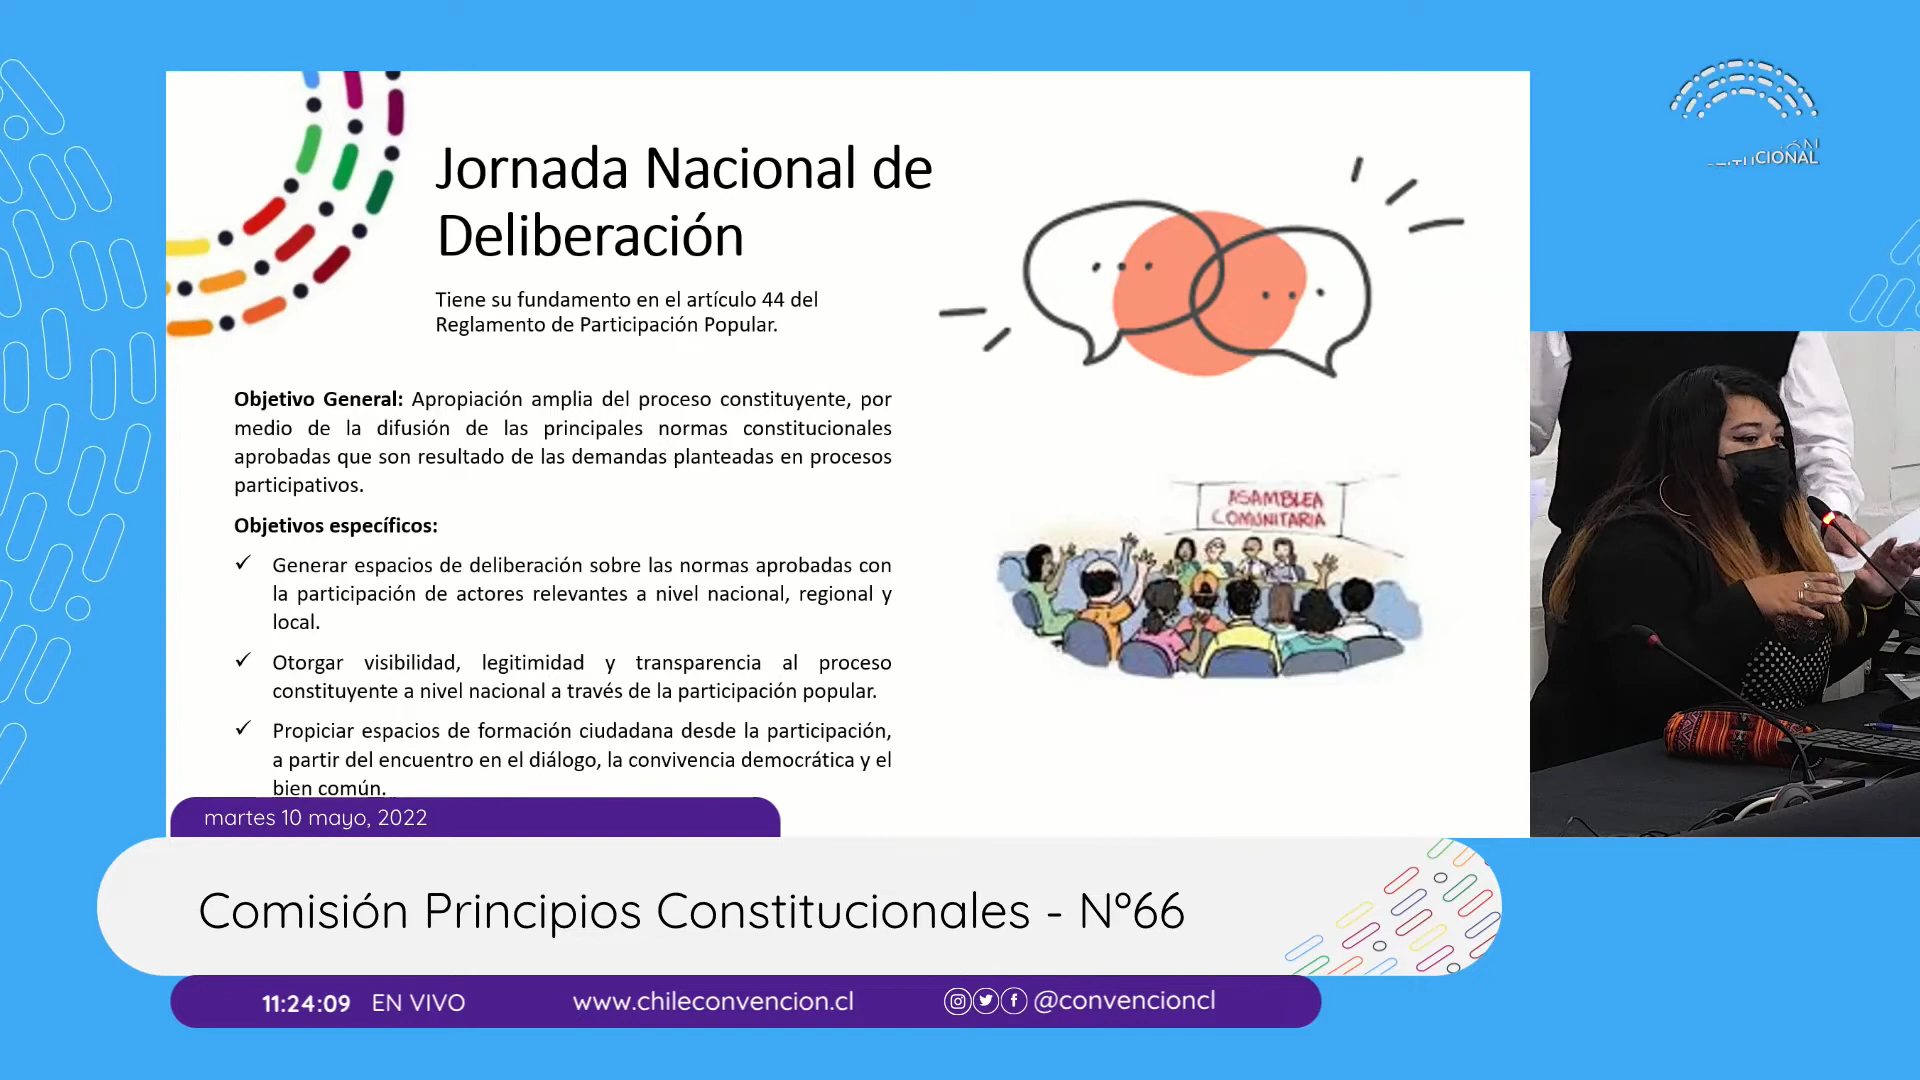 Jornada Nacional de
Deliberación
Tiene su fundamento en el artículo 44 del
Reglamento de Participación Popular.
Objetivo General: Apropiación amplia del proceso constituyente, por
medio de la difusión de las principales normas constitucionales
aprobadas que son resultado de las demandas planteadas en procesos
participativos.
Objetivos específicos:
✓ Generar espacios de deliberación sobre las normas aprobadas con
la participación de actores relevantes a nivel nacional, regional y
local.
✓ Otorgar visibilidad, legitimidad y transparencia al proceso
constituyente a nivel nacional a través de la participación popular.
✓ Propiciar espacios de formación ciudadana desde la participación,
a partir del encuentro en el diálogo, la convivencia democrática y el
bien común.
ASAMBLEA
COMUNITARIA
martes 10 mayo, 2022
Comisión Principios Constitucionales - N°66
11:24:09 EN VIVO www.chileconvencion.cl @convencioncl